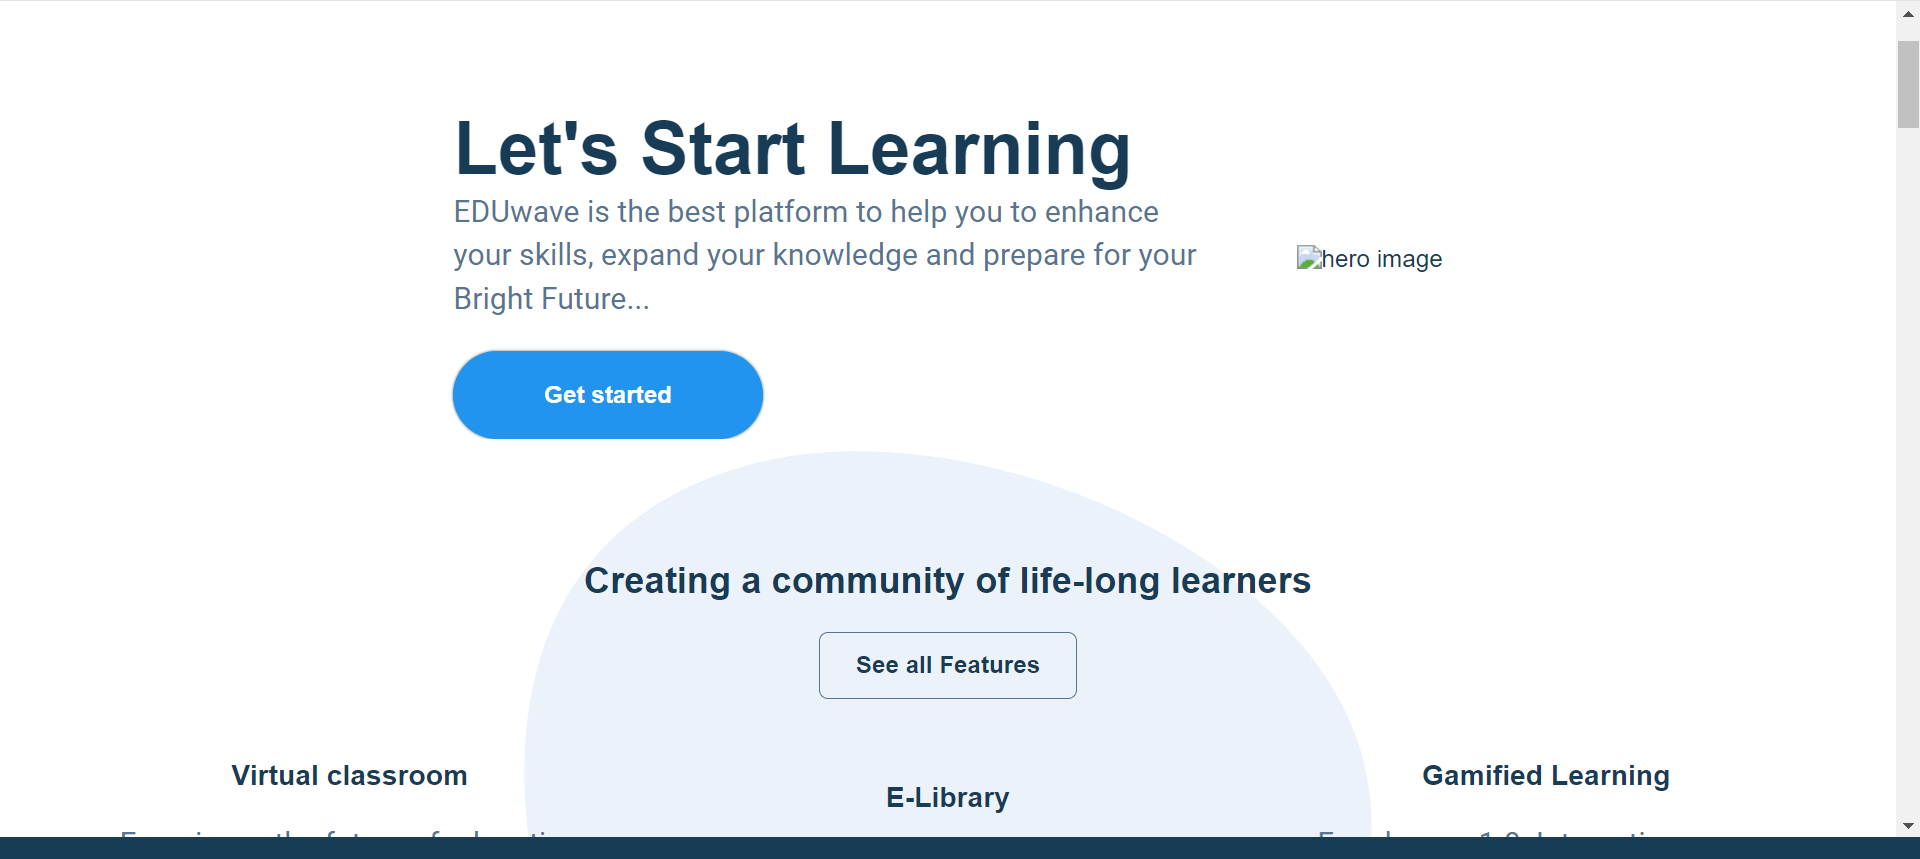 Let's Start Learning
EDUwave is the best platform to help you to enhance
your skills, expand your knowledge and prepare for your
Bright Future...
hero image
Get started
Creating a community of life-long learners
See all Features
Virtual classroom
E-Library
Gamified Learning